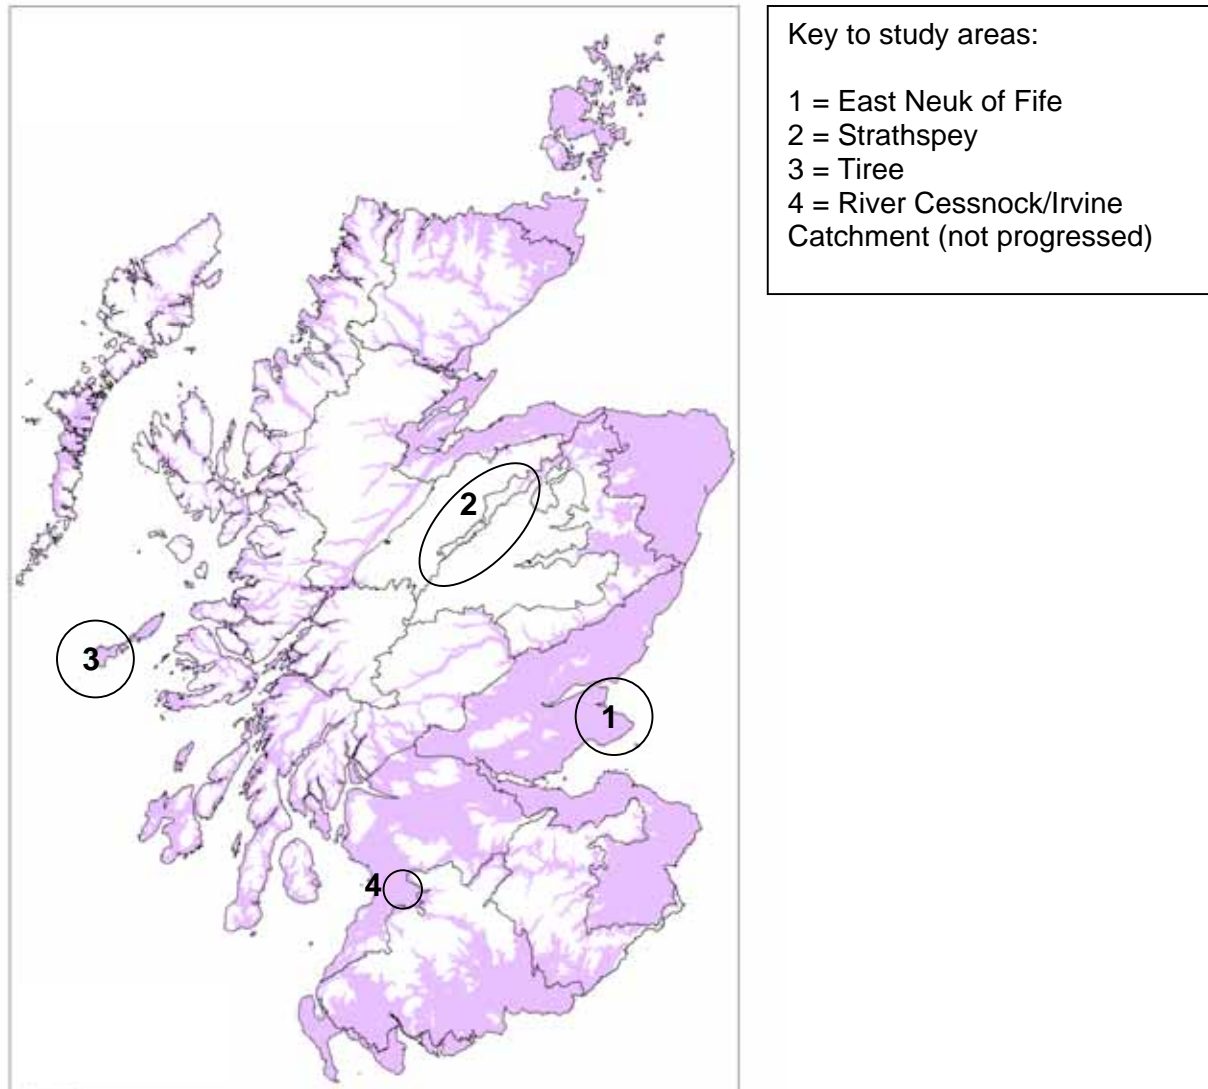 Key to study areas:
1 = East Neuk of Fife
2 = Strathspey
3 = Tiree
4 = River Cessnock/Irvine
Catchment (not progressed)
2
3
1
4